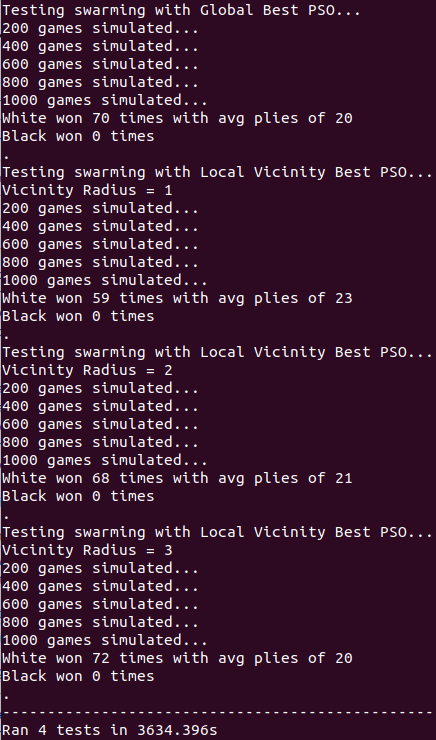 Testing swarming with Global Best PSO...
200 games simulated...
400 games simulated...
600 games simulated...
800 games simulated...
1000 games simulated...
White won 70 times with avg plies of 20
Black won 0 times
.
Testing swarming with Local Vicinity Best PSO...
Vicinity Radius = 1
200 games simulated...
400 games simulated...
600 games simulated...
800 games simulated...
1000 games simulated...
White won 59 times with avg plies of 23
Black won 0 times
.
Testing swarming with Local Vicinity Best PSO...
Vicinity Radius = 2
200 games simulated...
400 games simulated...
600 games simulated...
800 games simulated...
1000 games simulated...
White won 68 times with avg plies of 21
Black won 0 times
.
Testing swarming with Local Vicinity Best PSO...
Vicinity Radius = 3
200 games simulated...
400 games simulated...
600 games simulated...
800 games simulated...
1000 games simulated...
White won 72 times with avg plies of 20
Black won 0 times
.
------------------------------------------------
Ran 4 tests in 3634.396s